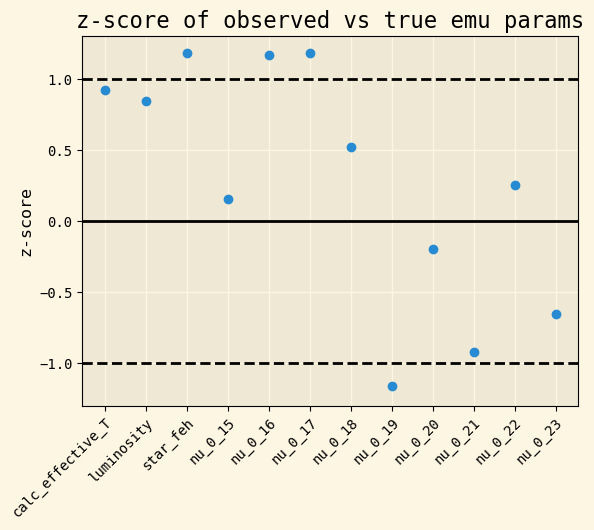 z-score of observed vs true emu params
z-score
1.0
0.5
0.0
−0.5
−1.0
calc_effective_T
luminosity
star_feh
nu_0_15
nu_0_16
nu_0_17
nu_0_18
nu_0_19
nu_0_20
nu_0_21
nu_0_22
nu_0_23